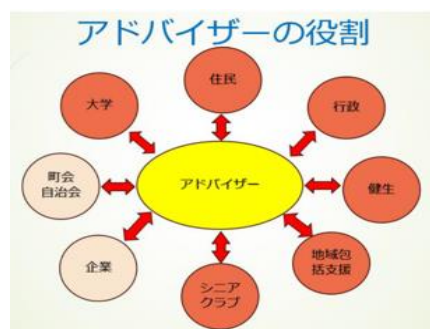 アドバイザーの役割
住民
大学
行政
町会
自治会
アドバイザー
健生
企業
地域包
括支援
シニア
クラブ